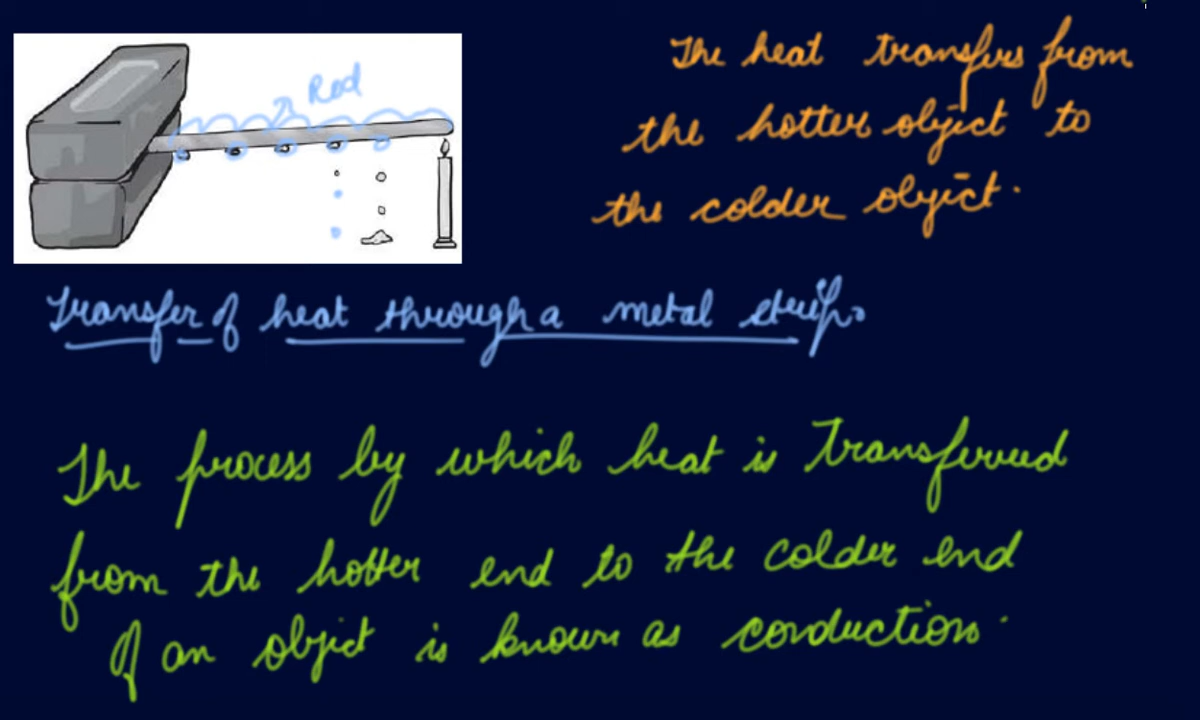 Rod
The heat transfers from
the hotter object to
the colder object.
Transfer of heat through a metal strip.
The process by which heat is Transferred
from the hotter end to the colder end
of an object is known as conduction.